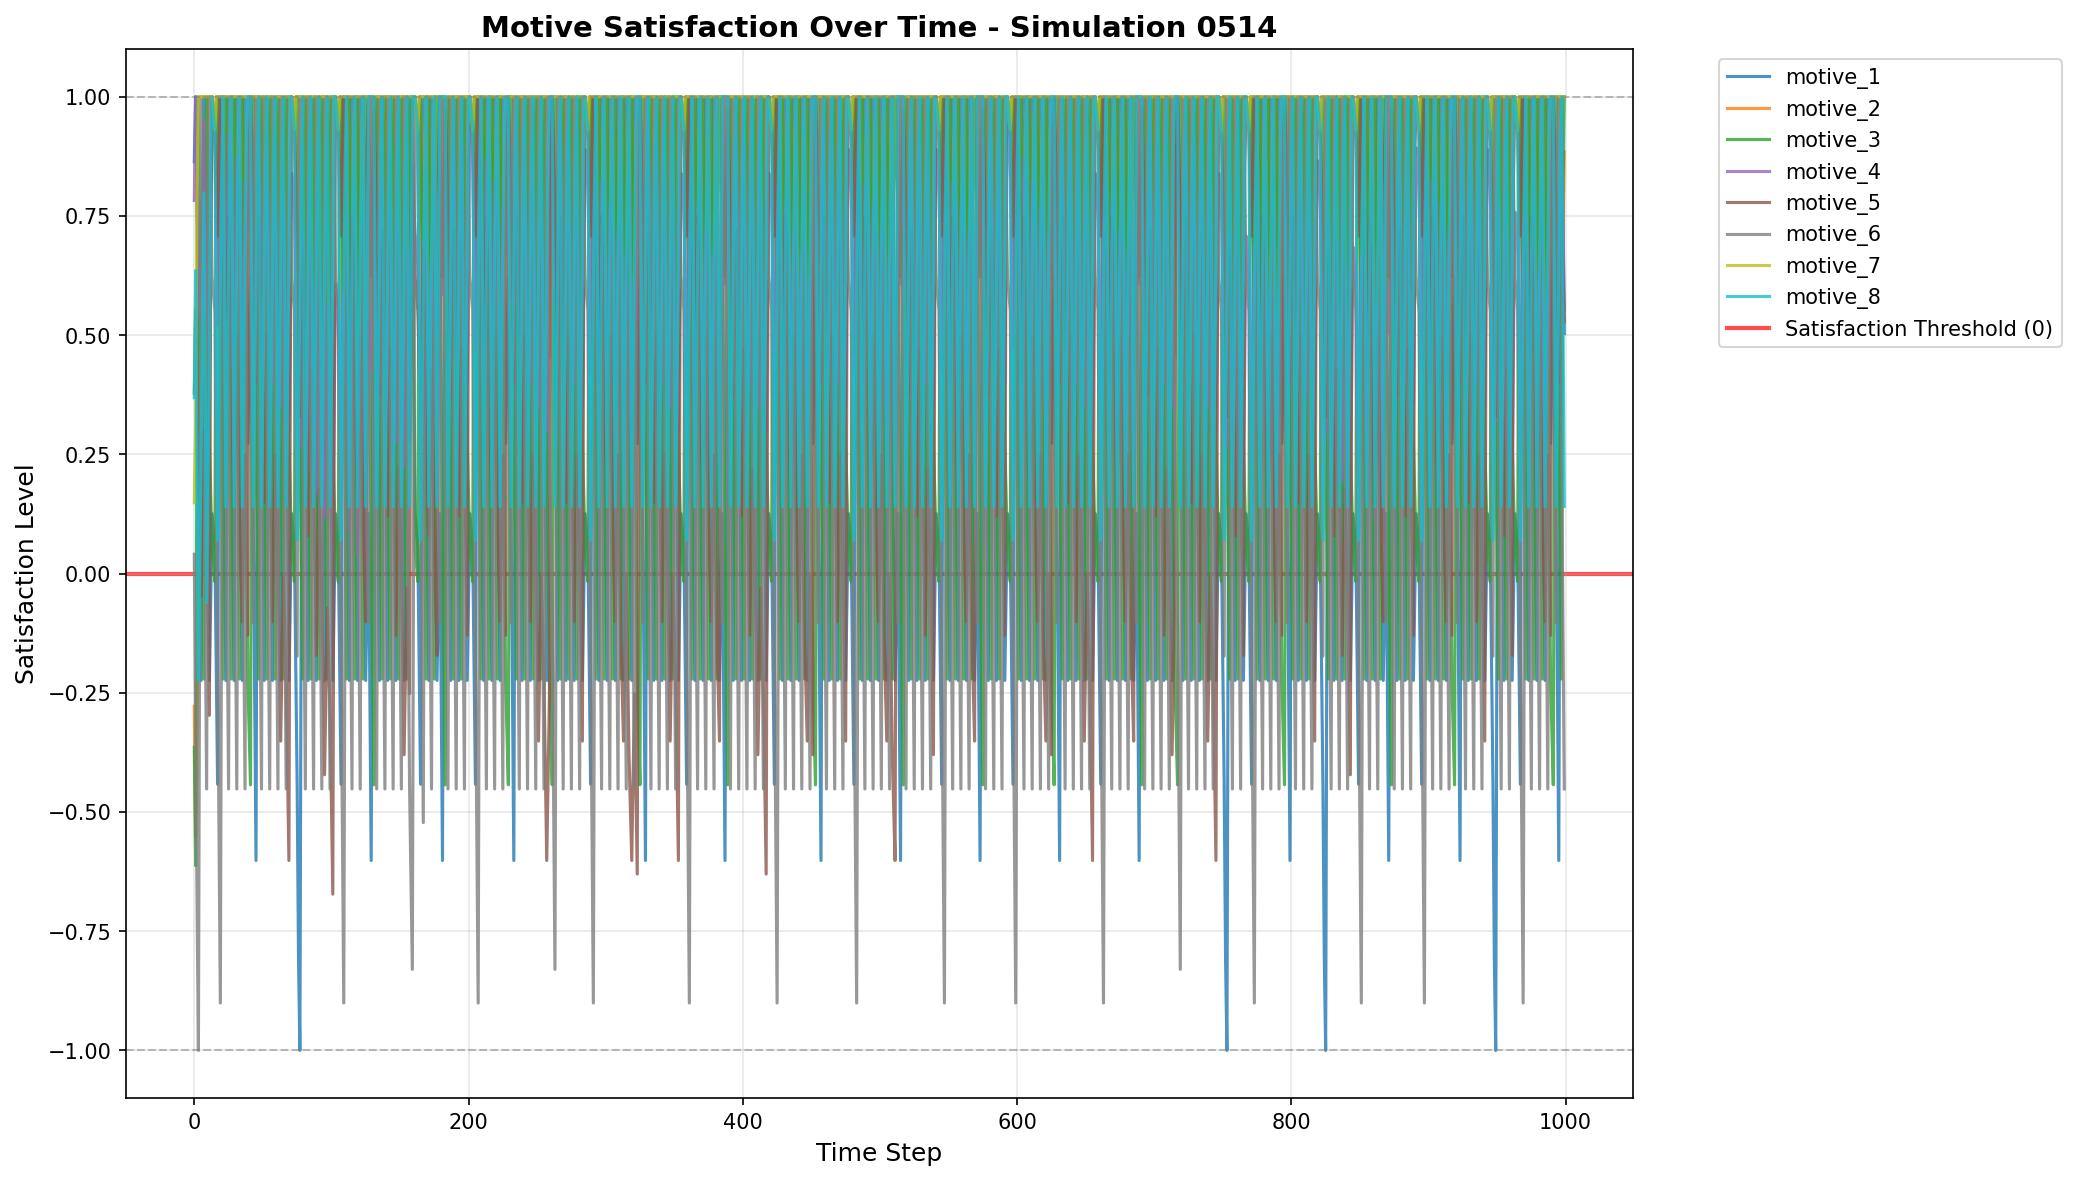 Motive Satisfaction Over Time - Simulation 0514
1.00
0.75
0.50
0.25
0.00
−0.25
−0.50
−0.75
−1.00
Satisfaction Level
0
200
400
600
800
1000
Time Step
motive_1
motive_2
motive_3
motive_4
motive_5
motive_6
motive_7
motive_8
Satisfaction Threshold (0)